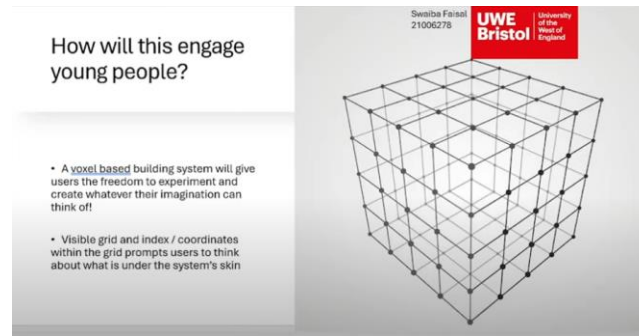 How will this engage
young people?
• A voxel based building system will give
users the freedom to experiment and
create whatever their imagination can
think of!
• Visible grid and index / coordinates
within the grid prompts users to think
about what is under the system's skin
Swaiba Faisal
21006278
UWE
Bristol
University
of the
West of
England